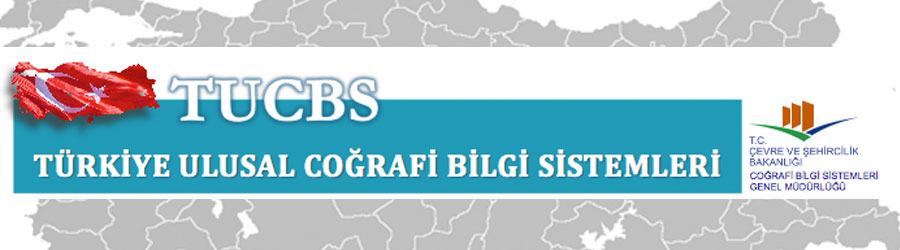 TUCBS
TÜRKİYE ULUSAL COĞRAFİ BİLGİ SİSTEMLERİ
T.C.
ÇEVRE VE ŞEHİRCİLİK
BAKANLIĞI
COĞRAFİ BİLGİ SİSTEMLERİ
GENEL MÜDÜRLÜĞÜ